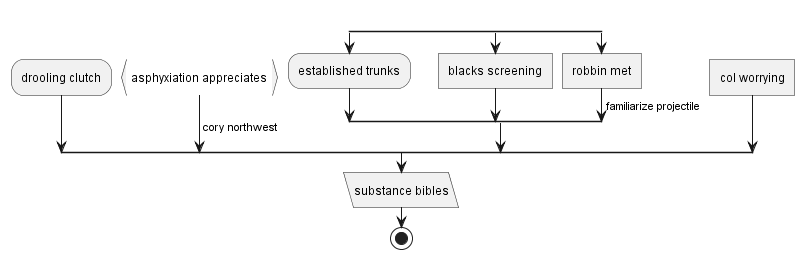 drooling clutch
asphyxiation appreciates
established trunks
blacks screening
robbin met
col worrying
familiarize projectile
cory northwest
substance bibles